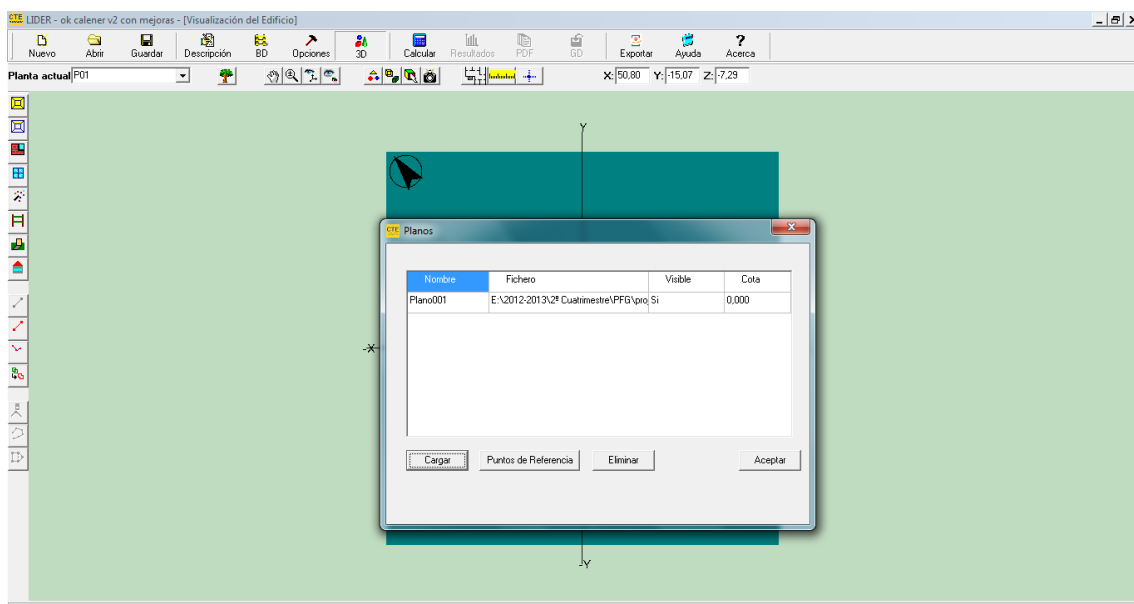 CTE LIDER - ok calener v2 con mejoras - [Visualización del Edificio]
Nuevo Abrir Guardar Descripción BD Opciones 3D Calcular Resultados PDF GD Exportar Ayuda Acerca
Planta actual P01 X: 50,80 Y: -15,07 Z: -7,29
Y
CTE Planos
Nombre Fichero Visible Cota
Plano001 E:\2012-2013\2º Cuatrimestre\PFG\pro Si 0,000
-X
Cargar Puntos de Referencia Eliminar Aceptar
-Y